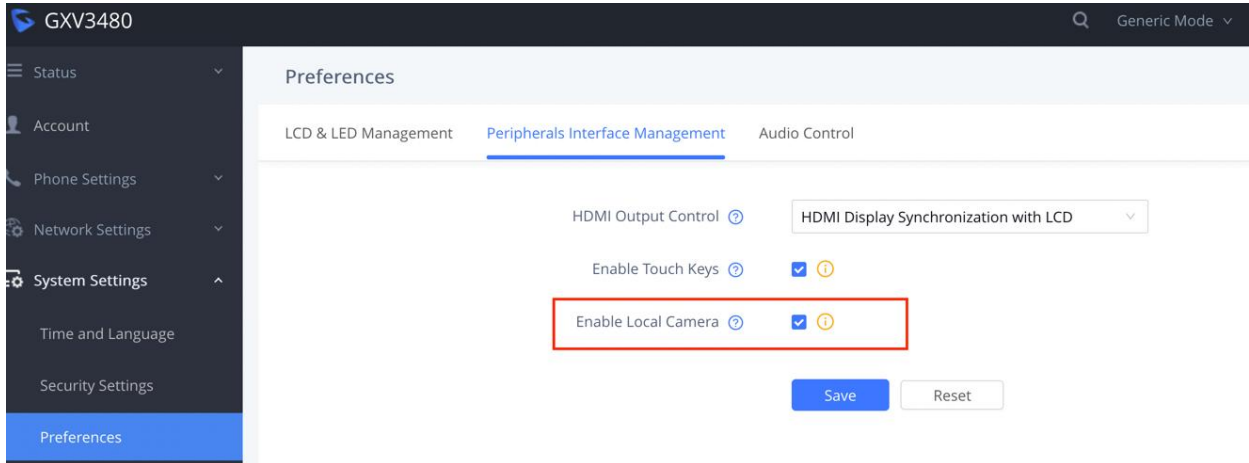 GXV3480
Generic Mode
Status
Account
Phone Settings
Network Settings
System Settings
Time and Language
Security Settings
Preferences
Preferences
LCD & LED Management
Peripherals Interface Management
Audio Control
HDMI Output Control
HDMI Display Synchronization with LCD
Enable Touch Keys
Enable Local Camera
Save
Reset